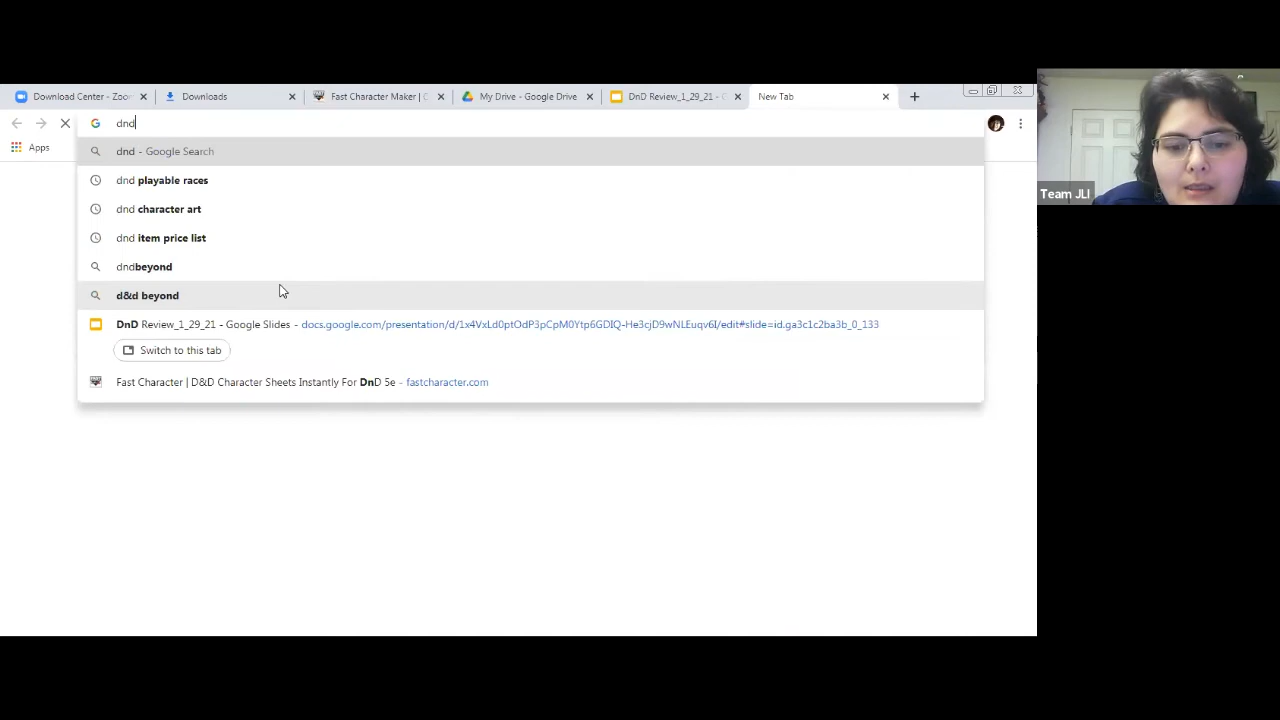 Download Center - Zoo
Downloads
Fast Character Maker | (
My Drive - Google Drive
DnD Review_1_29_21 - G
New Tab
dnd
Apps
dnd - Google Search
dnd playable races
dnd character art
dnd item price list
dndbeyond
d&d beyond
DnD Review_1_29_21 - Google Slides - docs.google.com/presentation/d/1x4VxLd0ptOdP3pCpM0Ytp6GDIQ-He3cjD9wNLEuqv6I/edit#slide=id.ga3c1c2ba3b_0_133
Switch to this tab
Fast Character | D&D Character Sheets Instantly For DnD 5e - fastcharacter.com
Team JLI